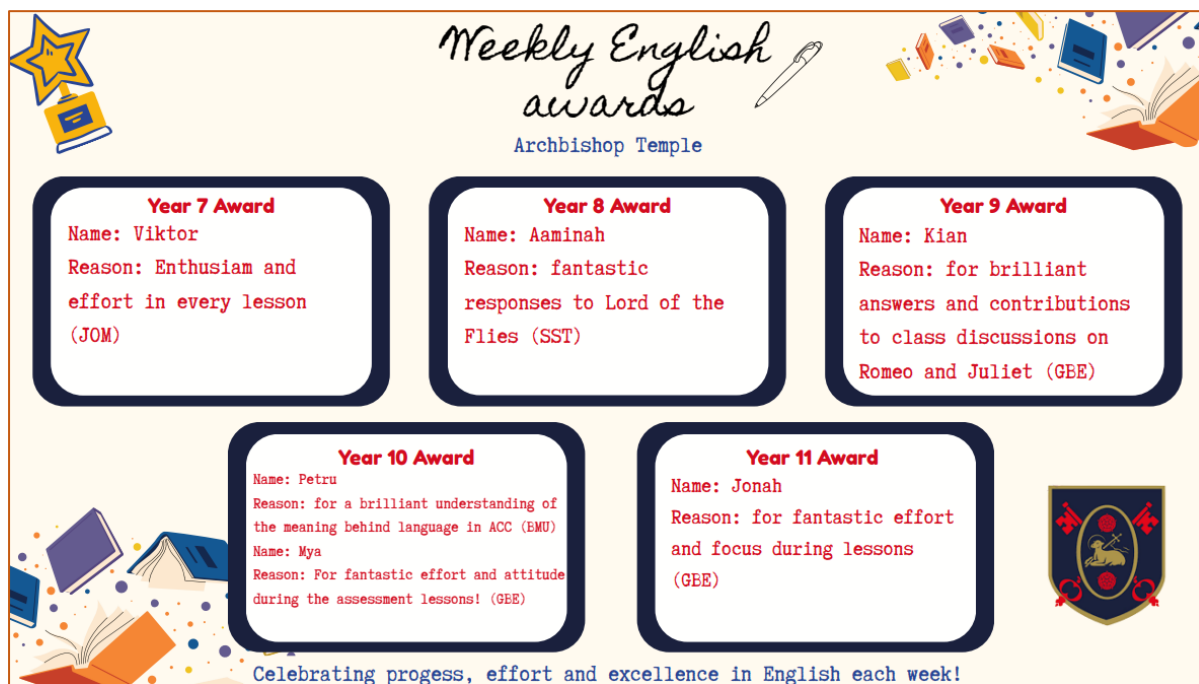 Weekly English
awards
Archbishop Temple
Year 7 Award
Name: Viktor
Reason: Enthusiam and
effort in every lesson
(JOM)
Year 8 Award
Name: Aaminah
Reason: fantastic
responses to Lord of the
Flies (SST)
Year 9 Award
Name: Kian
Reason: for brilliant
answers and contributions
to class discussions on
Romeo and Juliet (GBE)
Year 10 Award
Name: Petru
Reason: for a brilliant understanding of
the meaning behind language in ACC (BMU)
Name: Mya
Reason: For fantastic effort and attitude
during the assessment lessons! (GBE)
Year 11 Award
Name: Jonah
Reason: for fantastic effort
and focus during lessons
(GBE)
Celebrating progess, effort and excellence in English each week!